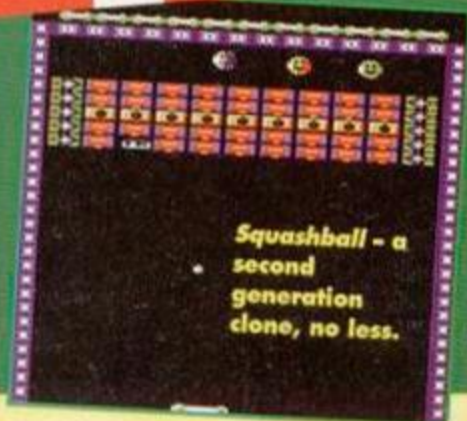 Squashball – a
second
generation
clone, no less.